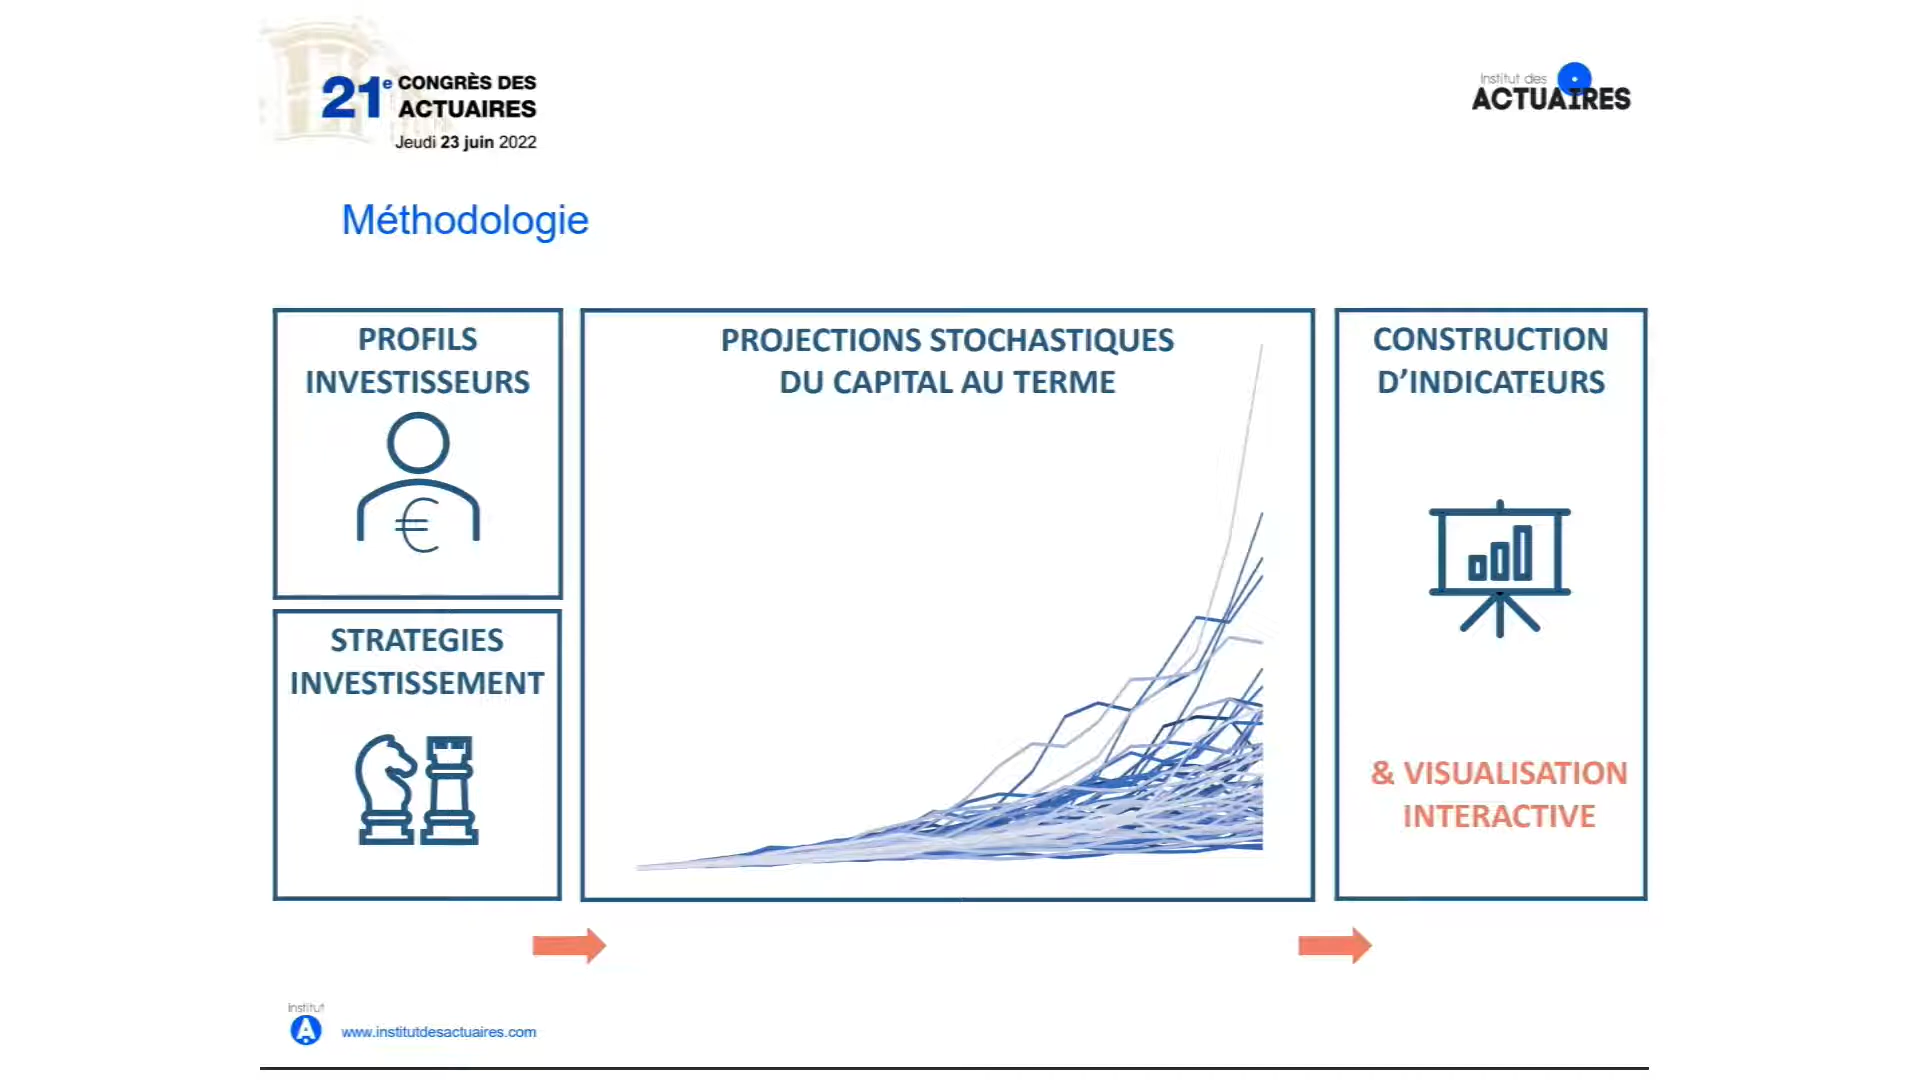 21e CONGRÈS DES
ACTUAIRES
Jeudi 23 juin 2022
Institut des
ACTUAIRES
Méthodologie
PROFILS
INVESTISSEURS
€
STRATEGIES
INVESTISSEMENT
PROJECTIONS STOCHASTIQUES
DU CAPITAL AU TERME
CONSTRUCTION
D’INDICATEURS
& VISUALISATION
INTERACTIVE
Institut
A
www.institutdesactuaires.com